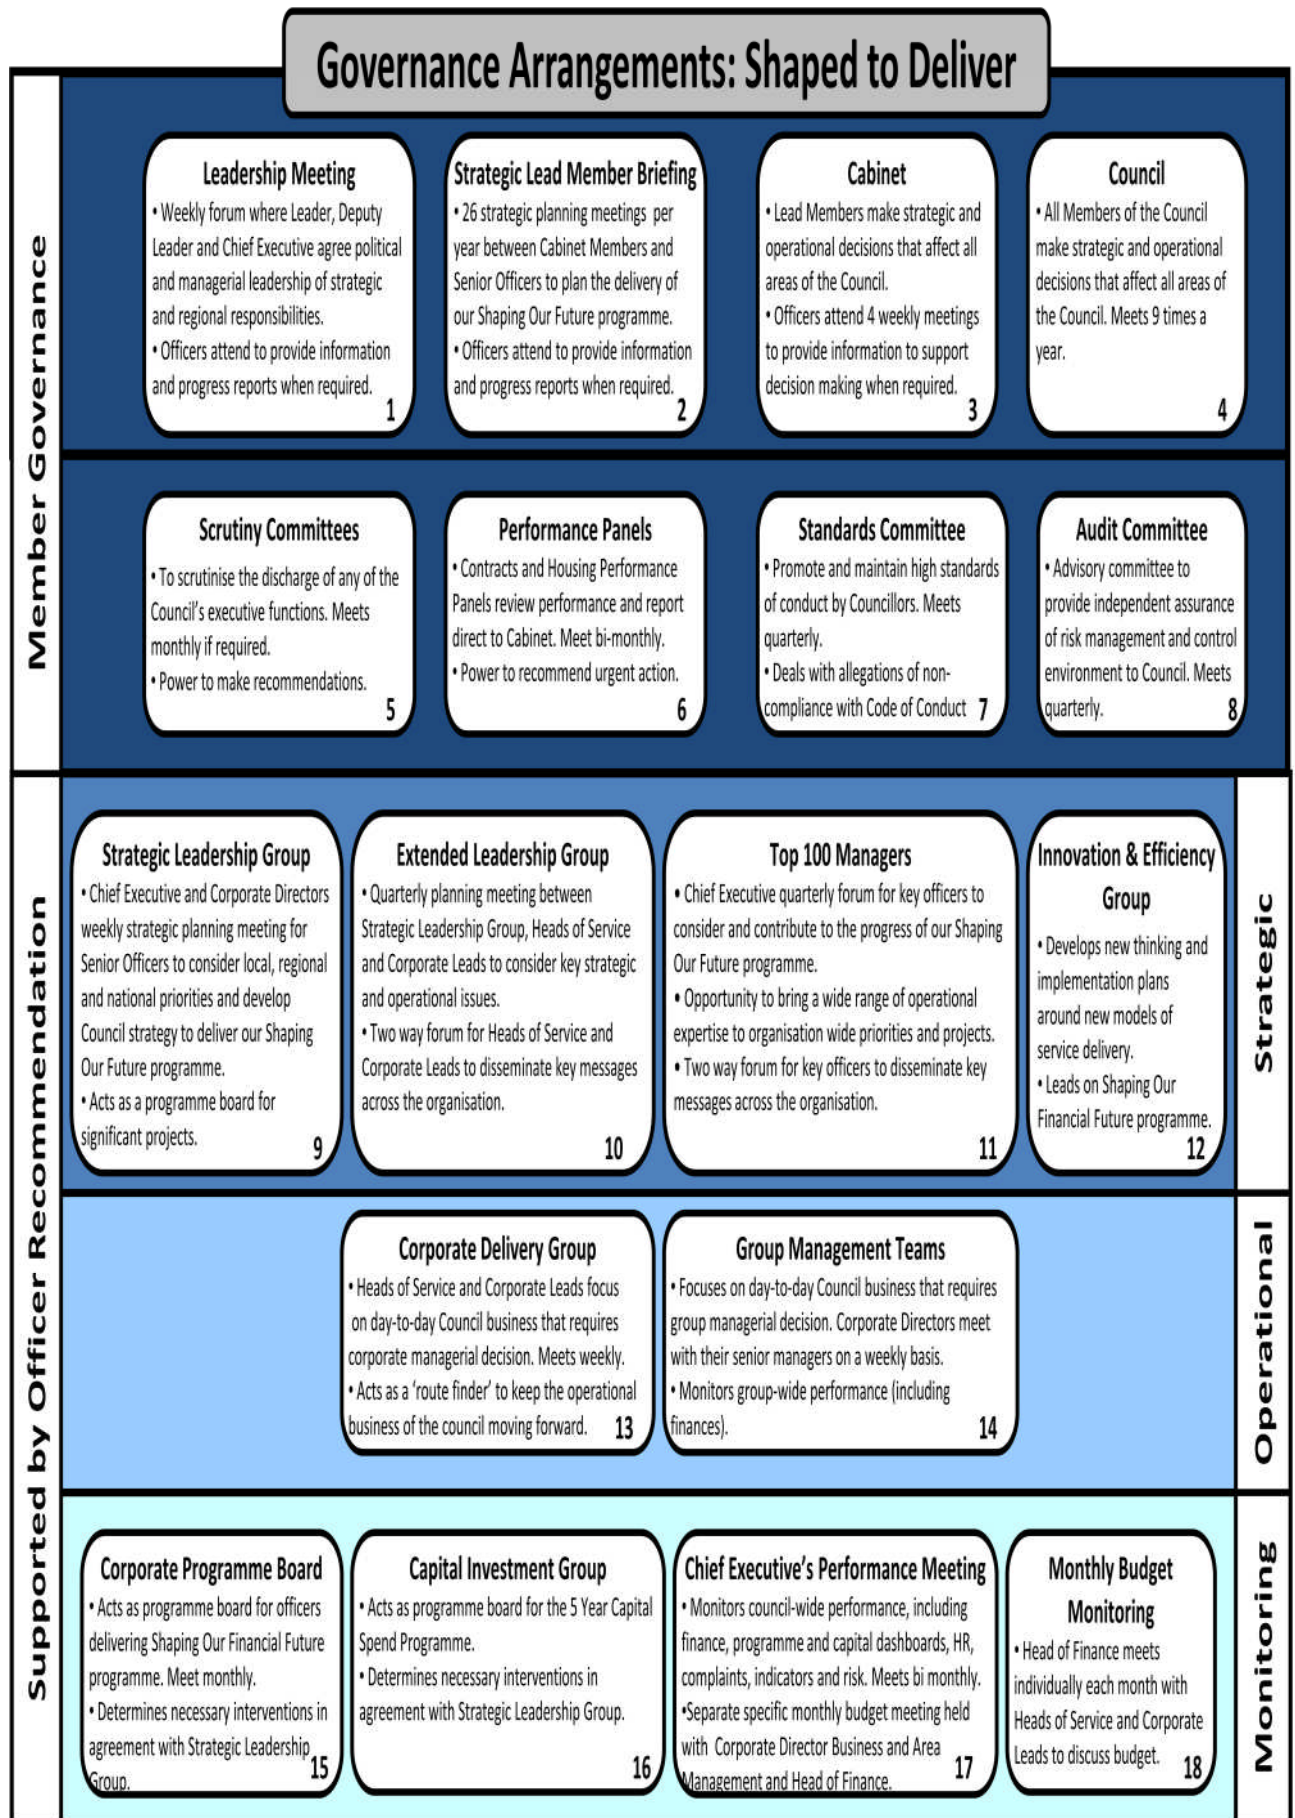 Governance Arrangements: Shaped to Deliver
Member Governance
Leadership Meeting
• Weekly forum where Leader, Deputy
Leader and Chief Executive agree political
and managerial leadership of strategic
and regional responsibilities.
• Officers attend to provide information
and progress reports when required.
1
Strategic Lead Member Briefing
• 26 strategic planning meetings per
year between Cabinet Members and
Senior Officers to plan the delivery of
our Shaping Our Future programme.
• Officers attend to provide information
and progress reports when required.
2
Cabinet
• Lead Members make strategic and
operational decisions that affect all
areas of the Council.
• Officers attend 4 weekly meetings
to provide information to support
decision making when required.
3
Council
• All Members of the Council
make strategic and operational
decisions that affect all areas of
the Council. Meets 9 times a
year.
4
Scrutiny Committees
• To scrutinise the discharge of any of the
Council's executive functions. Meets
monthly if required.
• Power to make recommendations.
5
Performance Panels
• Contracts and Housing Performance
Panels review performance and report
direct to Cabinet. Meet bi-monthly.
• Power to recommend urgent action.
6
Standards Committee
• Promote and maintain high standards
of conduct by Councillors. Meets
quarterly.
• Deals with allegations of non-
compliance with Code of Conduct 7
Audit Committee
• Advisory committee to
provide independent assurance
of risk management and control
environment to Council. Meets
quarterly.
8
Supported by Officer Recommendation
Strategic
Strategic Leadership Group
• Chief Executive and Corporate Directors
weekly strategic planning meeting for
Senior Officers to consider local, regional
and national priorities and develop
Council strategy to deliver our Shaping
Our Future programme.
• Acts as a programme board for
significant projects.
9
Extended Leadership Group
• Quarterly planning meeting between
Strategic Leadership Group, Heads of Service
and Corporate Leads to consider key strategic
and operational issues.
• Two way forum for Heads of Service and
Corporate Leads to disseminate key messages
across the organisation.
10
Top 100 Managers
• Chief Executive quarterly forum for key officers to
consider and contribute to the progress of our Shaping
Our Future programme.
• Opportunity to bring a wide range of operational
expertise to organisation wide priorities and projects.
• Two way forum for key officers to disseminate key
messages across the organisation.
11
Innovation & Efficiency
Group
• Develops new thinking and
implementation plans
around new models of
service delivery.
• Leads on Shaping Our
Financial Future programme.
12
Operational
Corporate Delivery Group
• Heads of Service and Corporate Leads focus
on day-to-day Council business that requires
corporate managerial decision. Meets weekly.
• Acts as a 'route finder' to keep the operational
business of the council moving forward. 13
Group Management Teams
• Focuses on day-to-day Council business that requires
group managerial decision. Corporate Directors meet
with their senior managers on a weekly basis.
• Monitors group-wide performance (including
finances).
14
Monitoring
Corporate Programme Board
• Acts as programme board for officers
delivering Shaping Our Financial Future
programme. Meet monthly.
• Determines necessary interventions in
agreement with Strategic Leadership
Group.
15
Capital Investment Group
• Acts as programme board for the 5 Year Capital
Spend Programme.
• Determines necessary interventions in
agreement with Strategic Leadership Group.
16
Chief Executive's Performance Meeting
• Monitors council-wide performance, including
finance, programme and capital dashboards, HR,
complaints, indicators and risk. Meets bi monthly.
•Separate specific monthly budget meeting held
with Corporate Director Business and Area
Management and Head of Finance.
17
Monthly Budget
Monitoring
• Head of Finance meets
individually each month with
Heads of Service and Corporate
Leads to discuss budget.
18